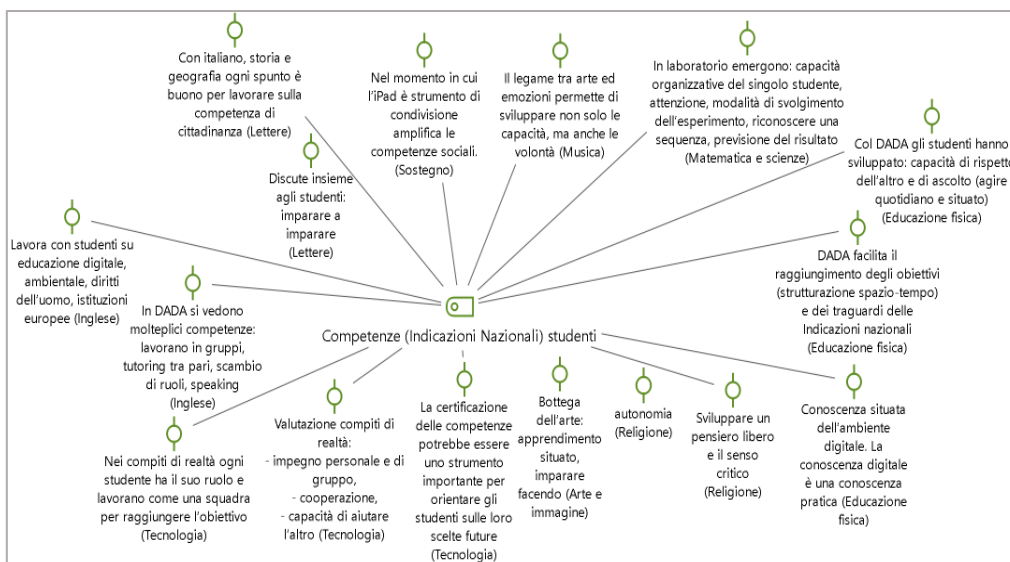 Con italiano, storia e
geografia ogni spunto è
buono per lavorare sulla
competenza di
cittadinanza (Lettere)
Nel momento in cui
l'iPad è strumento di
condivisione
amplifica le
competenze sociali.
(Sostegno)
Il legame tra arte ed
emozioni permette di
sviluppare non solo le
capacità, ma anche le
volontà (Musica)
In laboratorio emergono: capacità
organizzative del singolo studente,
attenzione, modalità di svolgimento
dell'esperimento, riconoscere una
sequenza, previsione del risultato
(Matematica e scienze)
Col DADA gli studenti hanno
sviluppato: capacità di rispetto
dell'altro e di ascolto (agire
quotidiano e situato)
(Educazione fisica)
Discute insieme
agli studenti:
imparare a
imparare
(Lettere)
Lavora con studenti su
educazione digitale,
ambientale, diritti
dell'uomo, istituzioni
europee (Inglese)
In DADA si vedono
molteplici competenze:
lavorano in gruppi,
tutoring tra pari, scambio
di ruoli, speaking
(Inglese)
DADA facilita il
raggiungimento degli obiettivi
(strutturazione spazio-tempo)
e dei traguardi delle
Indicazioni nazionali
(Educazione fisica)
Competenze (Indicazioni Nazionali) studenti
Nei compiti di realtà ogni
studente ha il suo ruolo e
lavorano come una squadra
per raggiungere l'obiettivo
(Tecnologia)
Valutazione compiti di
realtà:
- impegno personale e di
gruppo,
- cooperazione,
- capacità di aiutare
l'altro (Tecnologia)
La certificazione
delle competenze
potrebbe essere
uno strumento
importante per
orientare gli
studenti sulle loro
scelte future
(Tecnologia)
Bottega
dell'arte:
apprendimento
situato,
imparare
facendo (Arte e
immagine)
autonomia
(Religione)
Sviluppare un
pensiero libero
e il senso
critico
(Religione)
Conoscenza situata
dell'ambiente
digitale. La
conoscenza digitale
è una conoscenza
pratica (Educazione
fisica)